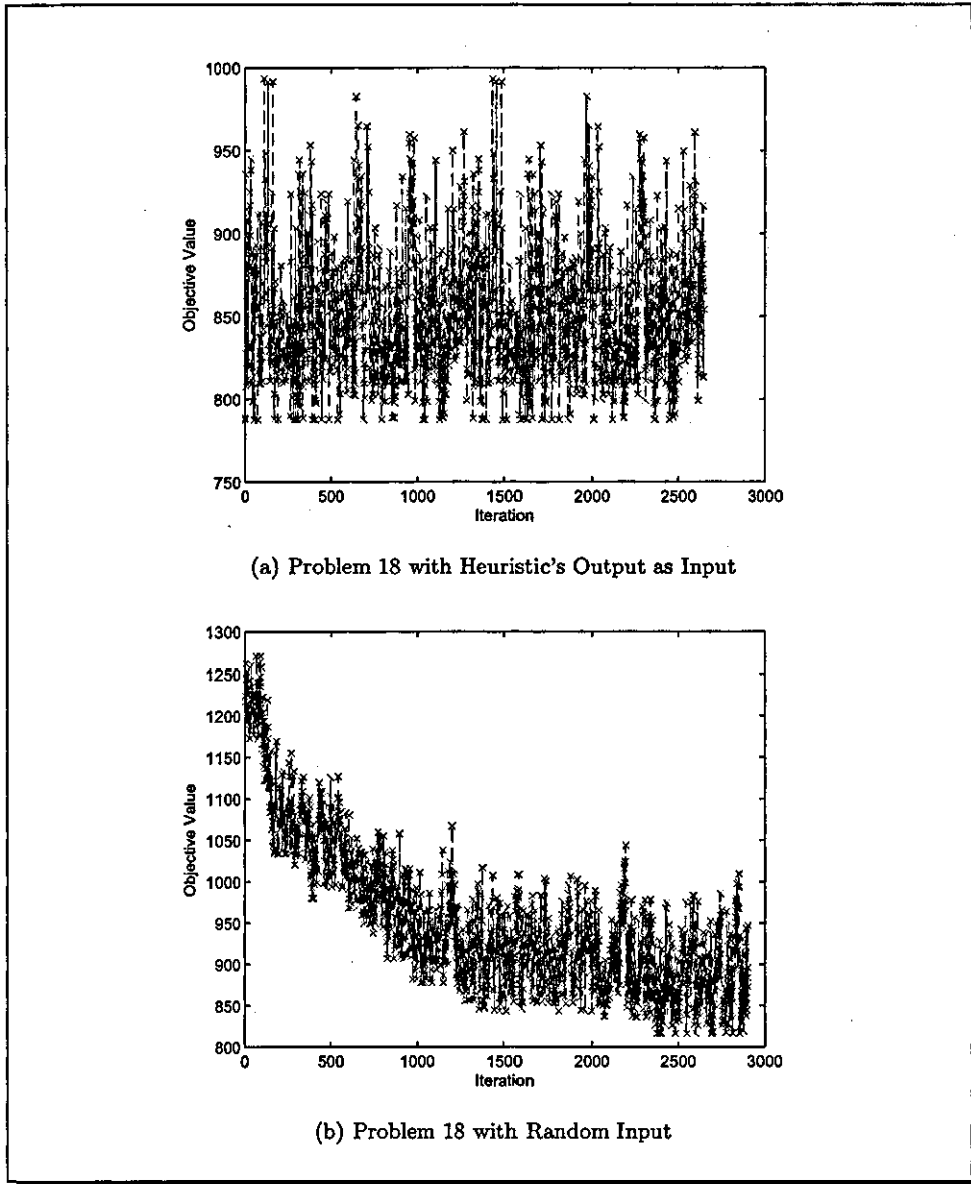 1000
950
900
850
800
750
Objective Value
0 500 1000 1500 2000 2500 3000
Iteration
(a) Problem 18 with Heuristic's Output as Input
1300
1250
1200
1150
1100
1050
1000
950
900
850
800
Objective Value
0 500 1000 1500 2000 2500 3000
Iteration
(b) Problem 18 with Random Input